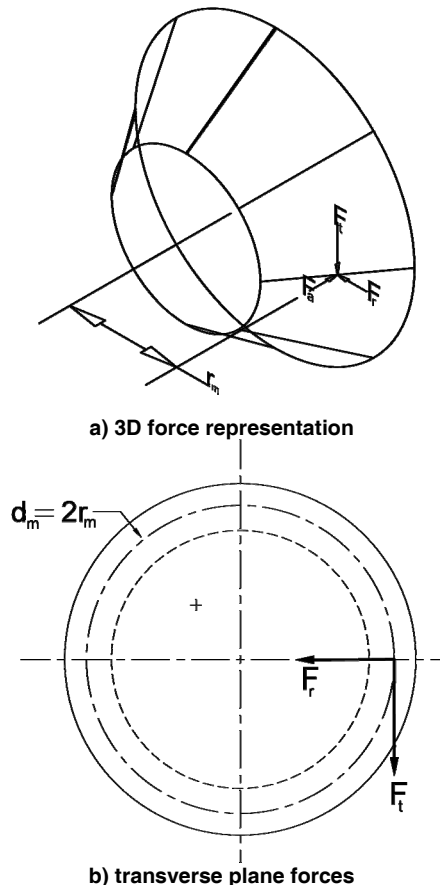 Fₜ
Fₐ
Fᵣ
rₘ
a) 3D force representation
dₘ=2rₘ
Fᵣ
Fₜ
b) transverse plane forces